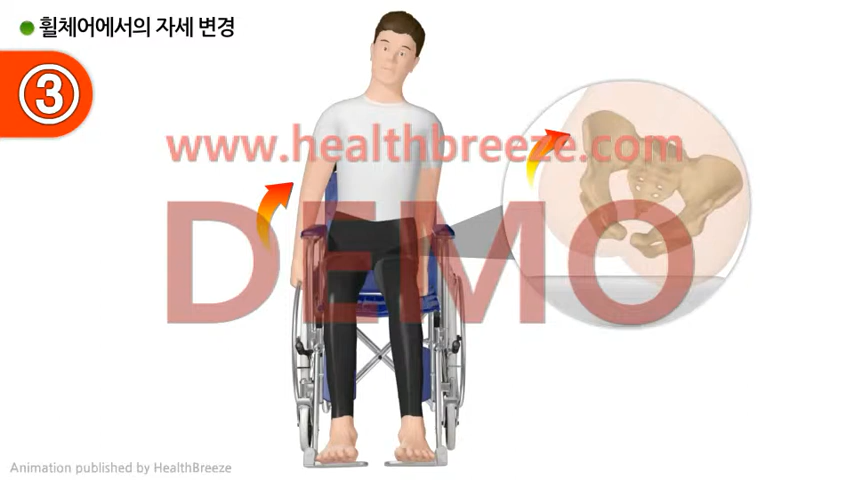 휠체어에서의 자세 변경
3
www.healthbreeze.com
DEMO
Animation published by HealthBreeze